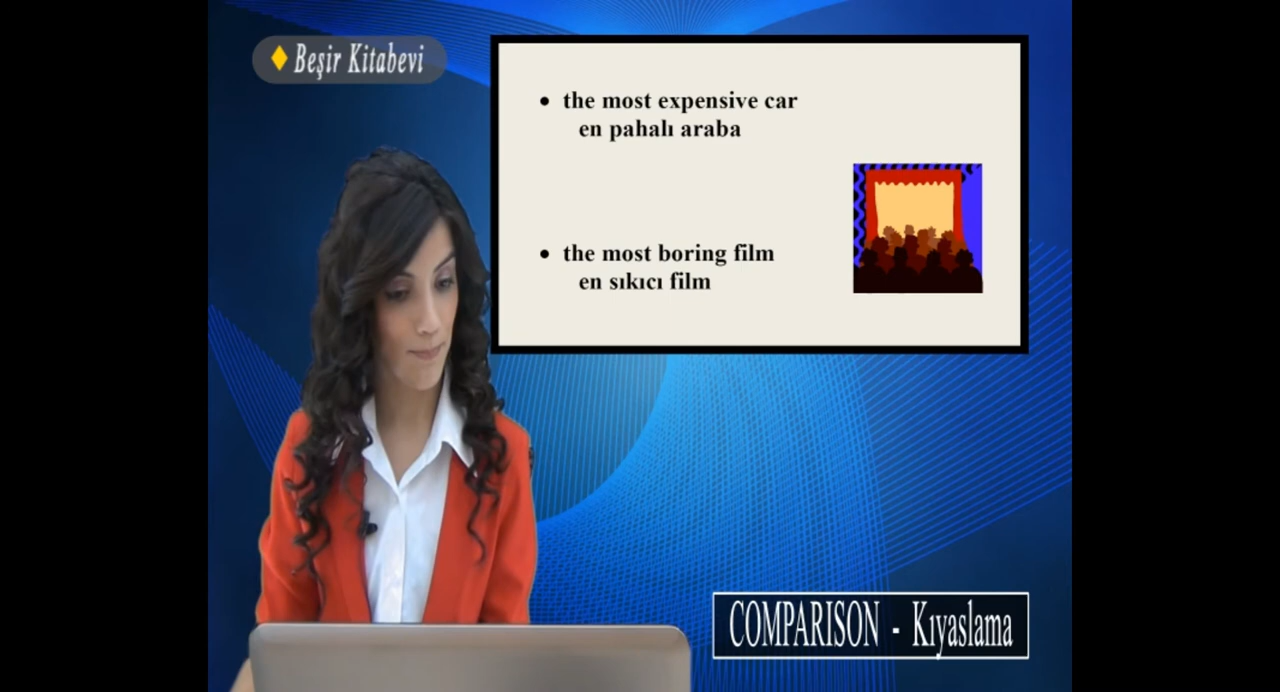 Beşir Kitabevi
• the most expensive car
en pahalı araba
• the most boring film
en sıkıcı film
COMPARISON - Kıyaslama